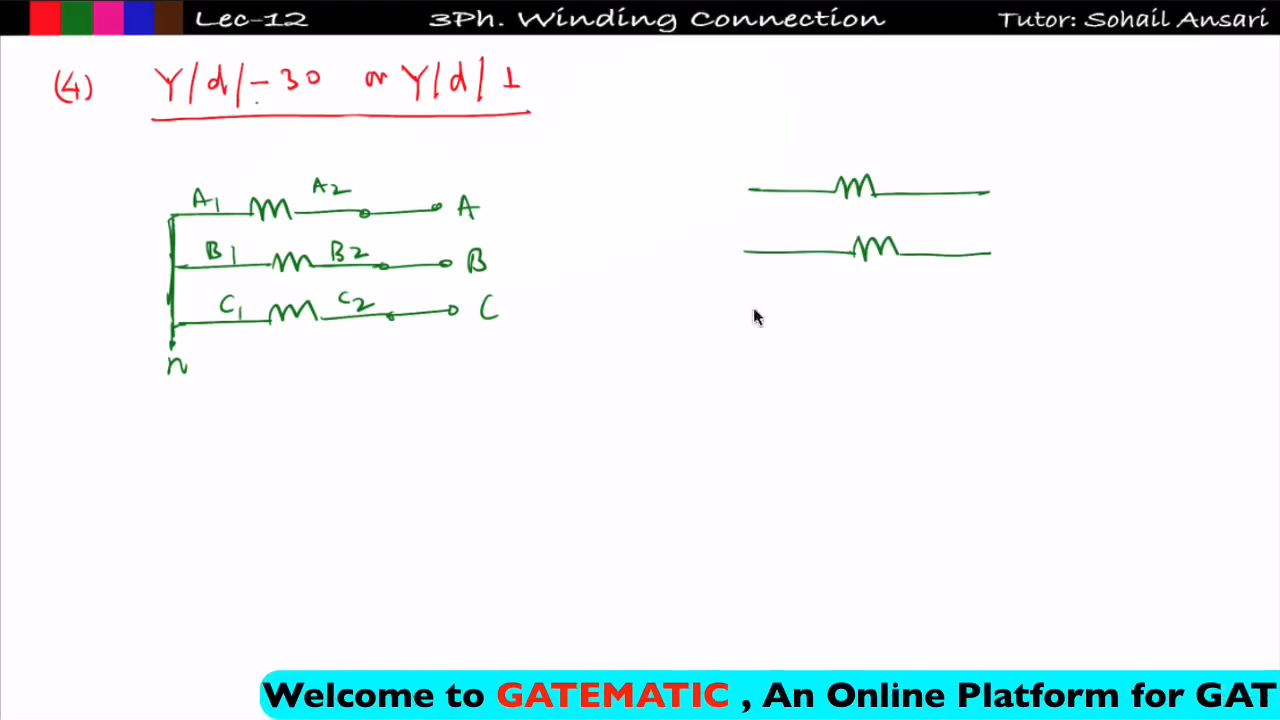 Lec-12 3Ph. Winding Connection Tutor: Sohail Ansari
(4) Y/d/-30 or Y/d/1
A1 A2 A
B1 B2 B
C1 C2 C
n
Welcome to GATEMATIC , An Online Platform for GAT